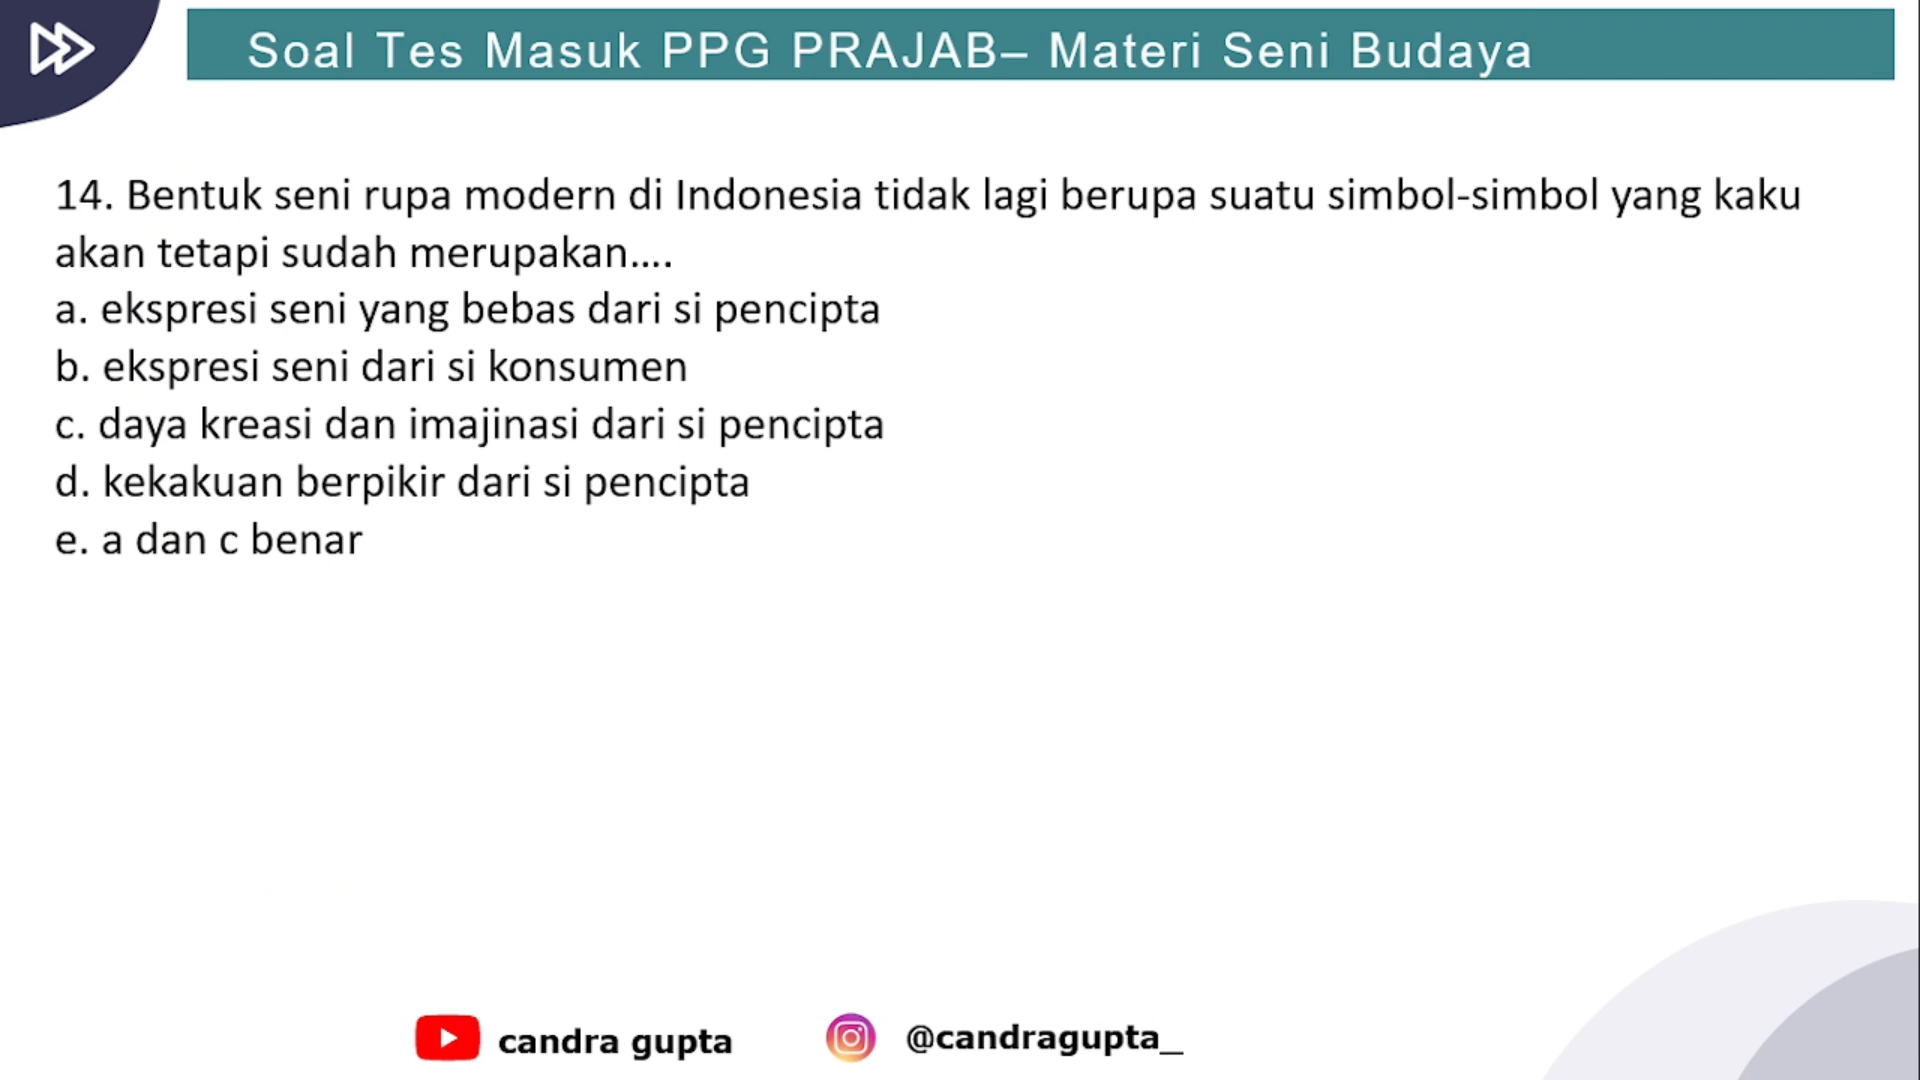 Soal Tes Masuk PPG PRAJAB– Materi Seni Budaya
14. Bentuk seni rupa modern di Indonesia tidak lagi berupa suatu simbol-simbol yang kaku
akan tetapi sudah merupakan....
a. ekspresi seni yang bebas dari si pencipta
b. ekspresi seni dari si konsumen
c. daya kreasi dan imajinasi dari si pencipta
d. kekakuan berpikir dari si pencipta
e. a dan c benar
candra gupta
@candragupta_